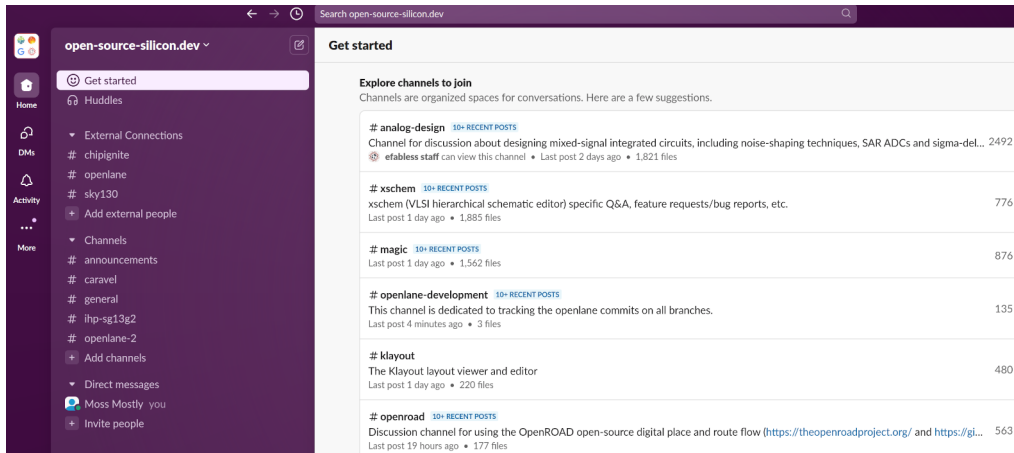 Search open-source-silicon.dev
open-source-silicon.dev
Get started
Get started
Huddles
Home
Explore channels to join
Channels are organized spaces for conversations. Here are a few suggestions.
External Connections
# chipignite
# openlane
# sky130
+ Add external people
DMs
Activity
More
Channels
# announcements
# caravel
# general
# ihp-sg13g2
# openlane-2
+ Add channels
Direct messages
Moss Mostly you
+ Invite people
# analog-design 10+ RECENT POSTS
Channel for discussion about designing mixed-signal integrated circuits, including noise-shaping techniques, SAR ADCs and sigma-del... 2492
efabless staff can view this channel • Last post 2 days ago • 1,821 files
# xschem 10+ RECENT POSTS
xschem (VLSI hierarchical schematic editor) specific Q&A, feature requests/bug reports, etc. 776
Last post 1 day ago • 1,885 files
# magic 10+ RECENT POSTS
876
Last post 1 day ago • 1,562 files
# openlane-development 10+ RECENT POSTS
This channel is dedicated to tracking the openlane commits on all branches. 135
Last post 4 minutes ago • 3 files
# klayout
The Klayout layout viewer and editor 480
Last post 1 day ago • 220 files
# openroad 10+ RECENT POSTS
Discussion channel for using the OpenROAD open-source digital place and route flow (https://theopenroadproject.org/ and https://gi... 563
Last post 19 hours ago • 177 files